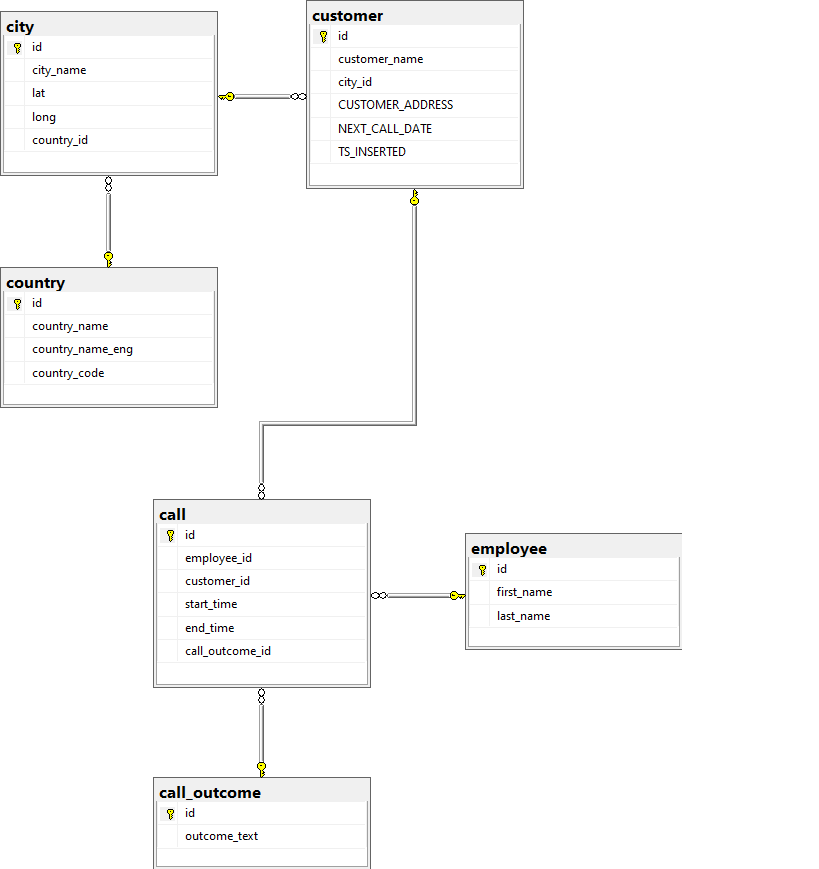 city
id
city_name
lat
long
country_id
customer
id
customer_name
city_id
CUSTOMER_ADDRESS
NEXT_CALL_DATE
TS_INSERTED
country
id
country_name
country_name_eng
country_code
call
id
employee_id
customer_id
start_time
end_time
call_outcome_id
employee
id
first_name
last_name
call_outcome
id
outcome_text